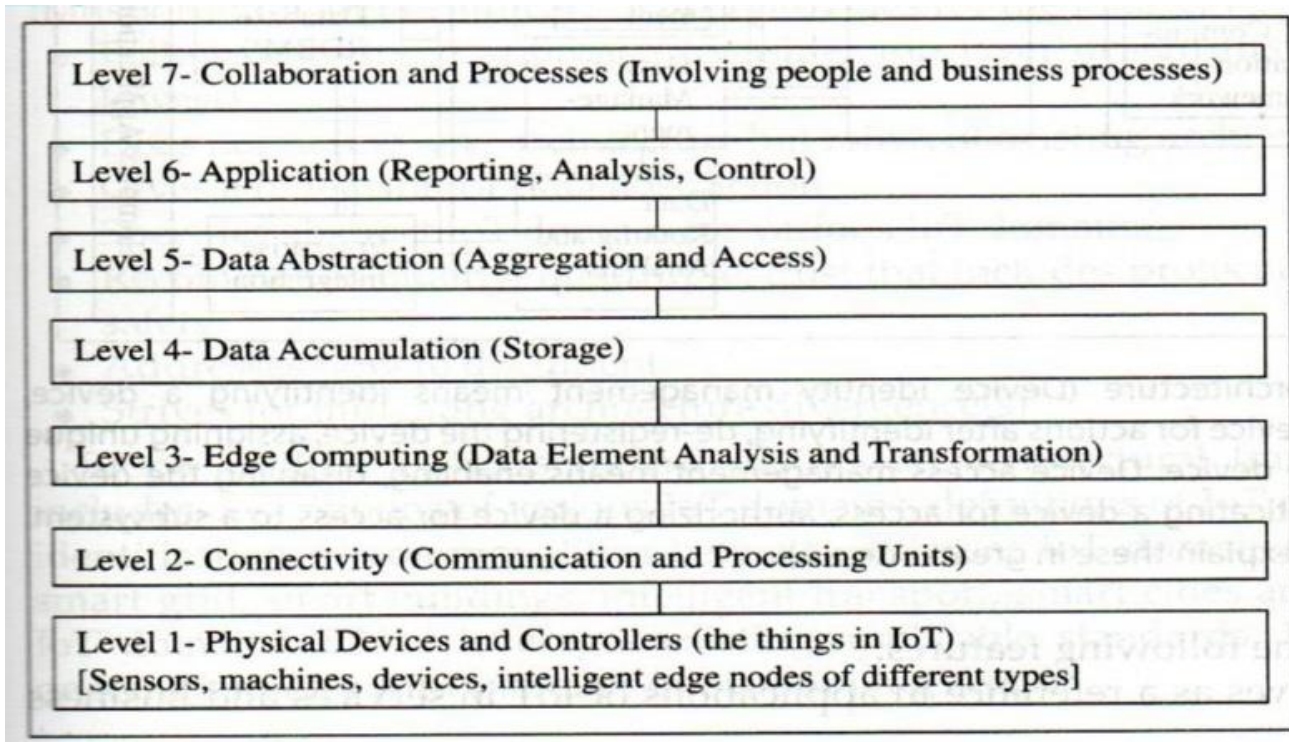 Level 7- Collaboration and Processes (Involving people and business processes)
Level 6- Application (Reporting, Analysis, Control)
Level 5- Data Abstraction (Aggregation and Access)
Level 4- Data Accumulation (Storage)
Level 3- Edge Computing (Data Element Analysis and Transformation)
Level 2- Connectivity (Communication and Processing Units)
Level 1- Physical Devices and Controllers (the things in IoT)
[Sensors, machines, devices, intelligent edge nodes of different types]